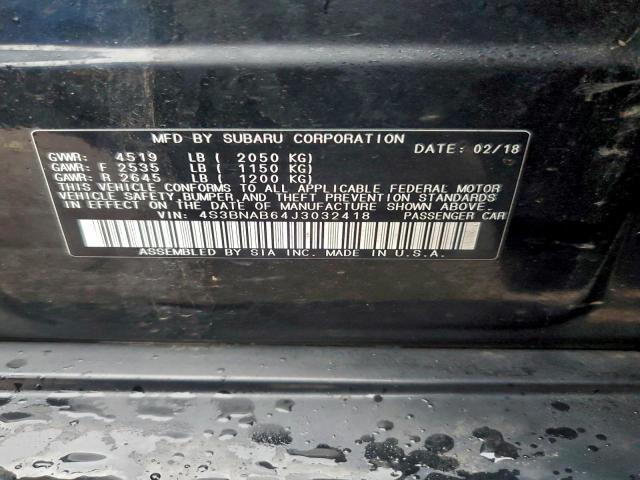 MFD BY SUBARU CORPORATION
DATE: 02/18
GVWR: 4519 LB ( 2050 KG)
GAWR: F 2535 LB ( 1150 KG)
GAWR: R 2645 LB ( 1200 KG)
THIS VEHICLE CONFORMS TO ALL APPLICABLE FEDERAL MOTOR
VEHICLE SAFETY, BUMPER, AND THEFT PREVENTION STANDARDS
IN EFFECT ON THE DATE OF MANUFACTURE SHOWN ABOVE.
VIN: 4S3BNAB64J3032418 PASSENGER CAR
ASSEMBLED BY SIA INC. MADE IN U.S.A.